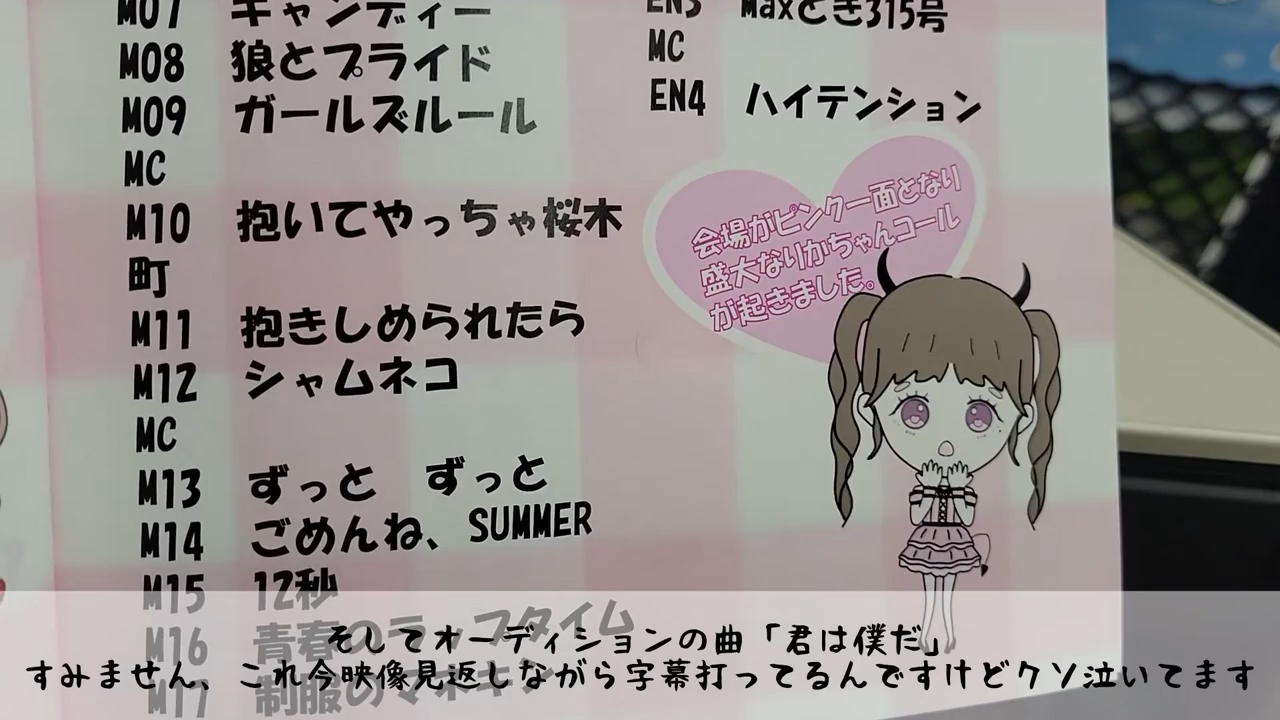 M07 キャンディー
M08 狼とプライド
M09 ガールズルール
MC
M10 抱いてやっちゃ桜木
町
M11 抱きしめられたら
M12 シャムネコ
MC
M13 ずっと ずっと
M14 ごめんね、SUMMER
M15 12秒
M16 青春のラップタイム
M17 制服のマネキン
EN3 Maxとき315号
MC
EN4 ハイテンション
会場がピンク一面となり
盛大なりかちゃんコール
が起きました。
そしてオーディションの曲「君は僕だ」
すみません、これ今映像見返しながら字幕打ってるんですけどクソ泣いてます